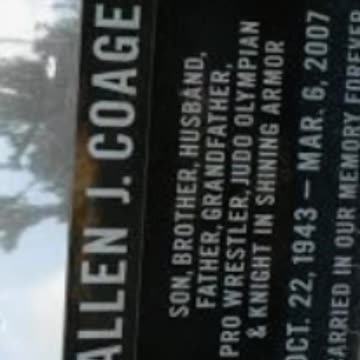 ALLEN J. COAGE
SON, BROTHER, HUSBAND,
FATHER, GRANDFATHER,
PRO WRESTLER, JUDO OLYMPIAN
& KNIGHT IN SHINING ARMOR
OCT. 22, 1943 – MAR. 6, 2007
CARRIED IN OUR MEMORY FOREVER